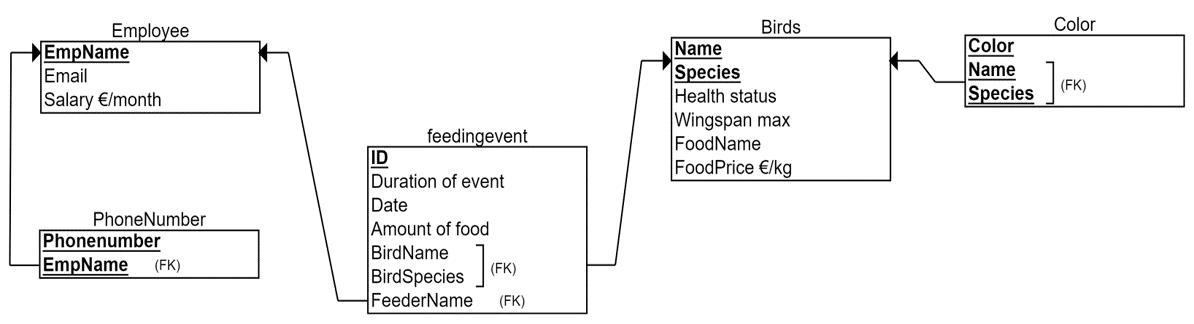 Employee
EmpName
Email
Salary €/month
PhoneNumber
Phonenumber
EmpName (FK)
feedingevent
ID
Duration of event
Date
Amount of food
BirdName
BirdSpecies
(FK)
FeederName (FK)
Birds
Name
Species
Health status
Wingspan max
FoodName
FoodPrice €/kg
Color
Color
Name
Species
(FK)